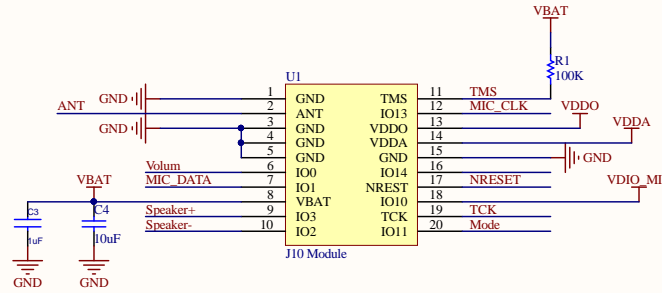 VBAT
R1
100K
U1
GND 1 GND TMS 11 TMS
ANT 2 ANT IO13 12 MIC_CLK
GND 3 GND VDDO 13 VDDO
4 GND VDDA 14 VDDA
5 GND GND 15 GND
Volum 6 IO0 IO14 16
MIC_DATA 7 IO1 NREST 17 NRESET
VBAT 8 VBAT IO10 18 VDIO_MI
Speaker+ 9 IO3 TCK 19 TCK
Speaker- 10 IO2 IO11 20 Mode
J10 Module
C3 C4
1uF 10uF
GND GND